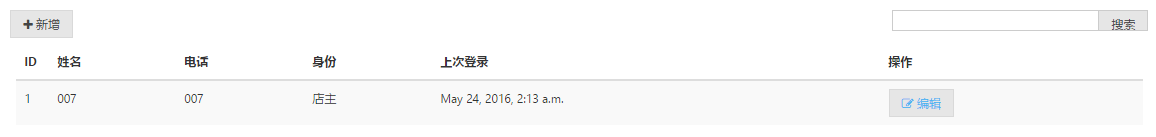 新增 搜索
ID 姓名 电话 身份 上次登录 操作
1 007 007 店主 May 24, 2016, 2:13 a.m. 编辑